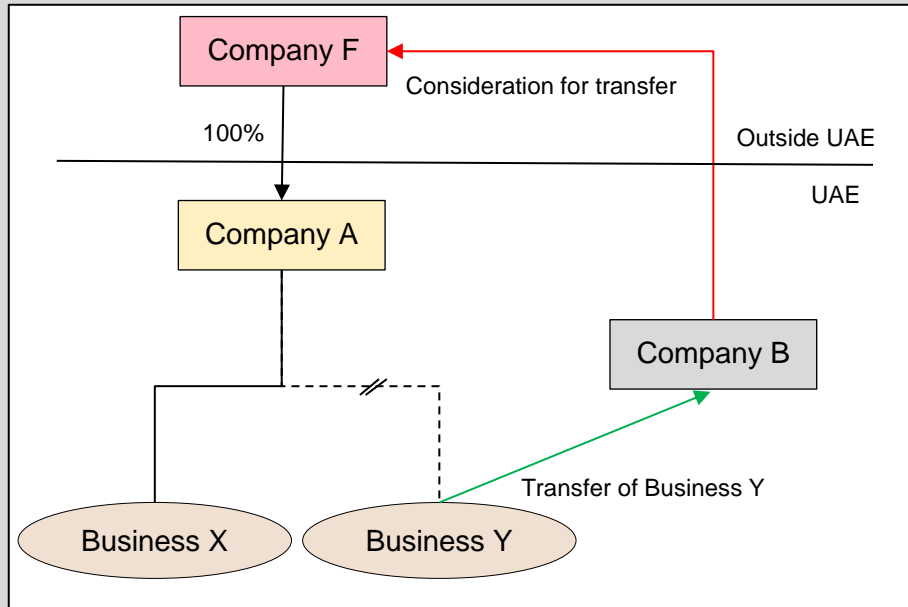 Company F
Consideration for transfer
100%
Outside UAE
UAE
Company A
Company B
Transfer of Business Y
Business X
Business Y